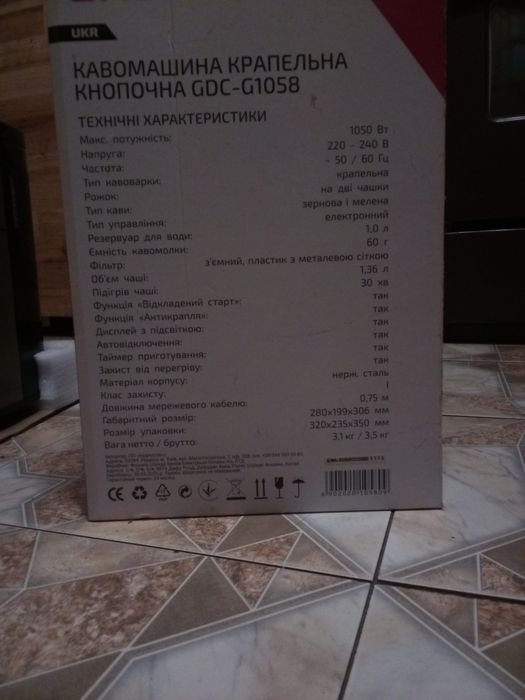 UKR
КАВОМАШИНА КРАПЕЛЬНА
КНОПОЧНА GDC-G1058
ТЕХНІЧНІ ХАРАКТЕРИСТИКИ
Макс. потужність: 1050 Вт
Напруга: 220 - 240 В
Частота: ~ 50 / 60 Гц
Тип кавоварки: крапельна
Рожок: на дві чашки
Тип кави: зернова і мелена
Тип управління: електронний
Резервуар для води: 1,0 л
Ємність кавомолки: 60 г
Фільтр: з'ємний, пластик з металевою сіткою
Об'єм чаші: 1,36 л
Підігрів чаші: 30 хв
Функція «Відкладений старт»: так
Функція «Антикрапля»: так
Дисплей з підсвіткою: так
Автовідключення: так
Таймер приготування: так
Захист від перегріву: так
Матеріал корпусу: нерж. сталь
Клас захисту: I
Довжина мережевого кабелю: 0,75 м
Габаритний розмір: 280x199x306 мм
Розмір упаковки: 320x235x350 мм
Вага нетто / брутто: 3,1 кг / 3,5 кг